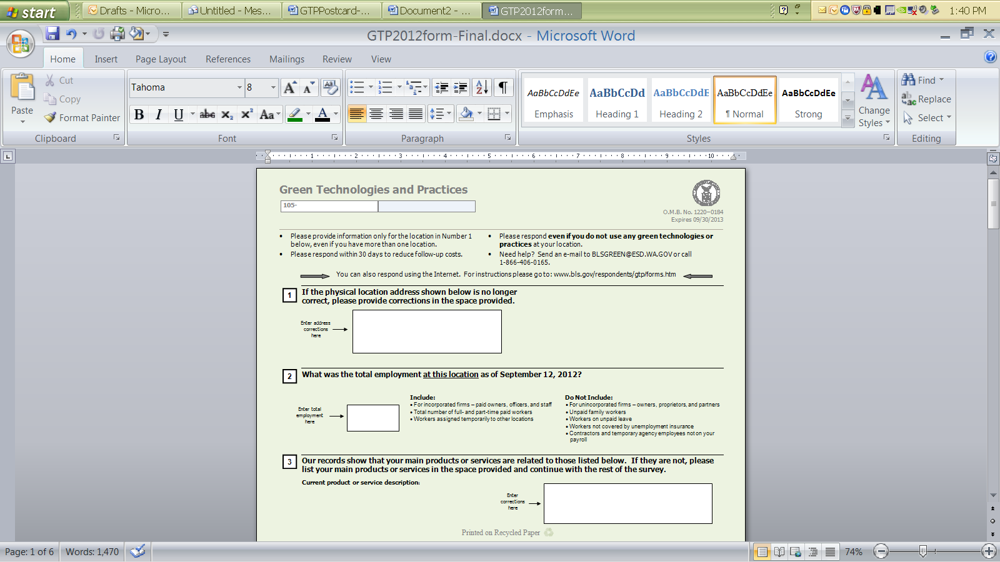 start
Drafts - Micro...
Untitled - Mes...
GTPPostcard-...
Document2 - ...
GTP2012form...
1:40 PM
GTP2012form-Final.docx - Microsoft Word
Home Insert Page Layout References Mailings Review View
Paste
Cut
Copy
Format Painter
Clipboard
Tahoma 8
B I U abc x₂ x² Aa A
Font
Paragraph
AaBbCcDdEe AaBbCcDd AaBbCcDdE AaBbCcDdEe AaBbCcDdEe
Emphasis Heading 1 Heading 2 ¶ Normal Strong
Change
Styles
Styles
Find
Replace
Select
Editing
1 2 3 4 5 6 7 8 9 10
Green Technologies and Practices
105-
O.M.B. No. 1220-0184
Expires 09/30/2013
• Please provide information only for the location in Number 1
below, even if you have more than one location.
• Please respond within 30 days to reduce follow-up costs.
• Please respond even if you do not use any green technologies or
practices at your location.
• Need help? Send an e-mail to BLSGREEN@ESD.WA.GOV or call
1-866-406-0165.
You can also respond using the Internet. For instructions please go to: www.bls.gov/respondents/gtp/forms.htm
1 If the physical location address shown below is no longer
correct, please provide corrections in the space provided.
Enter address
corrections
here
2 What was the total employment at this location as of September 12, 2012?
Enter total
employment
here
Include:
• For incorporated firms – paid owners, officers, and staff
• Total number of full- and part-time paid workers
• Workers assigned temporarily to other locations
Do Not Include:
• For unincorporated firms – owners, proprietors, and partners
• Unpaid family workers
• Workers on unpaid leave
• Workers not covered by unemployment insurance
• Contractors and temporary agency employees not on your
payroll
3 Our records show that your main products or services are related to those listed below. If they are not, please
list your main products or services in the space provided and continue with the rest of the survey.
Current product or service description:
Enter
corrections
here
Printed on Recycled Paper
Page: 1 of 6 Words: 1,470 74%